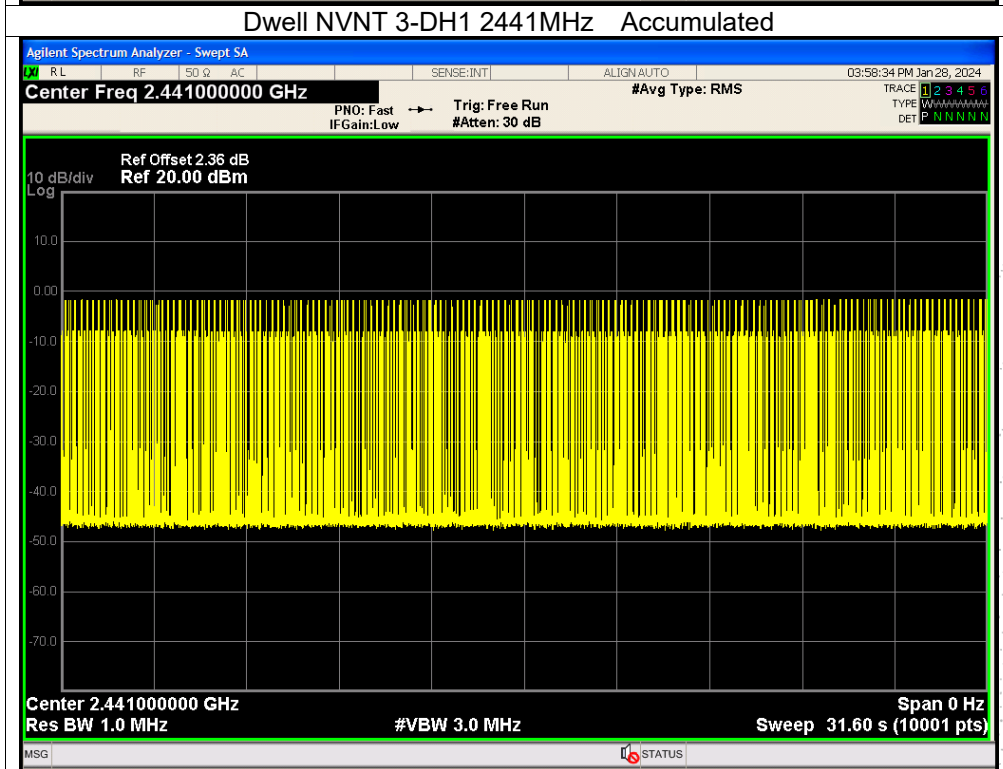 Dwell NVNT 3-DH1 2441MHz Accumulated
Agilent Spectrum Analyzer - Swept SA
LXI RL RF 50 Ω AC SENSE:INT ALIGN AUTO 03:58:34 PM Jan 28, 2024
Center Freq 2.441000000 GHz #Avg Type: RMS TRACE 1 2 3 4 5 6
PNO: Fast Trig: Free Run TYPE WWWWWW
IFGain:Low #Atten: 30 dB DET P N N N N N
Ref Offset 2.36 dB
10 dB/div Ref 20.00 dBm
Log
10.0
0.00
-10.0
-20.0
-30.0
-40.0
-50.0
-60.0
-70.0
Center 2.441000000 GHz Span 0 Hz
Res BW 1.0 MHz #VBW 3.0 MHz Sweep 31.60 s (10001 pts)
MSG STATUS